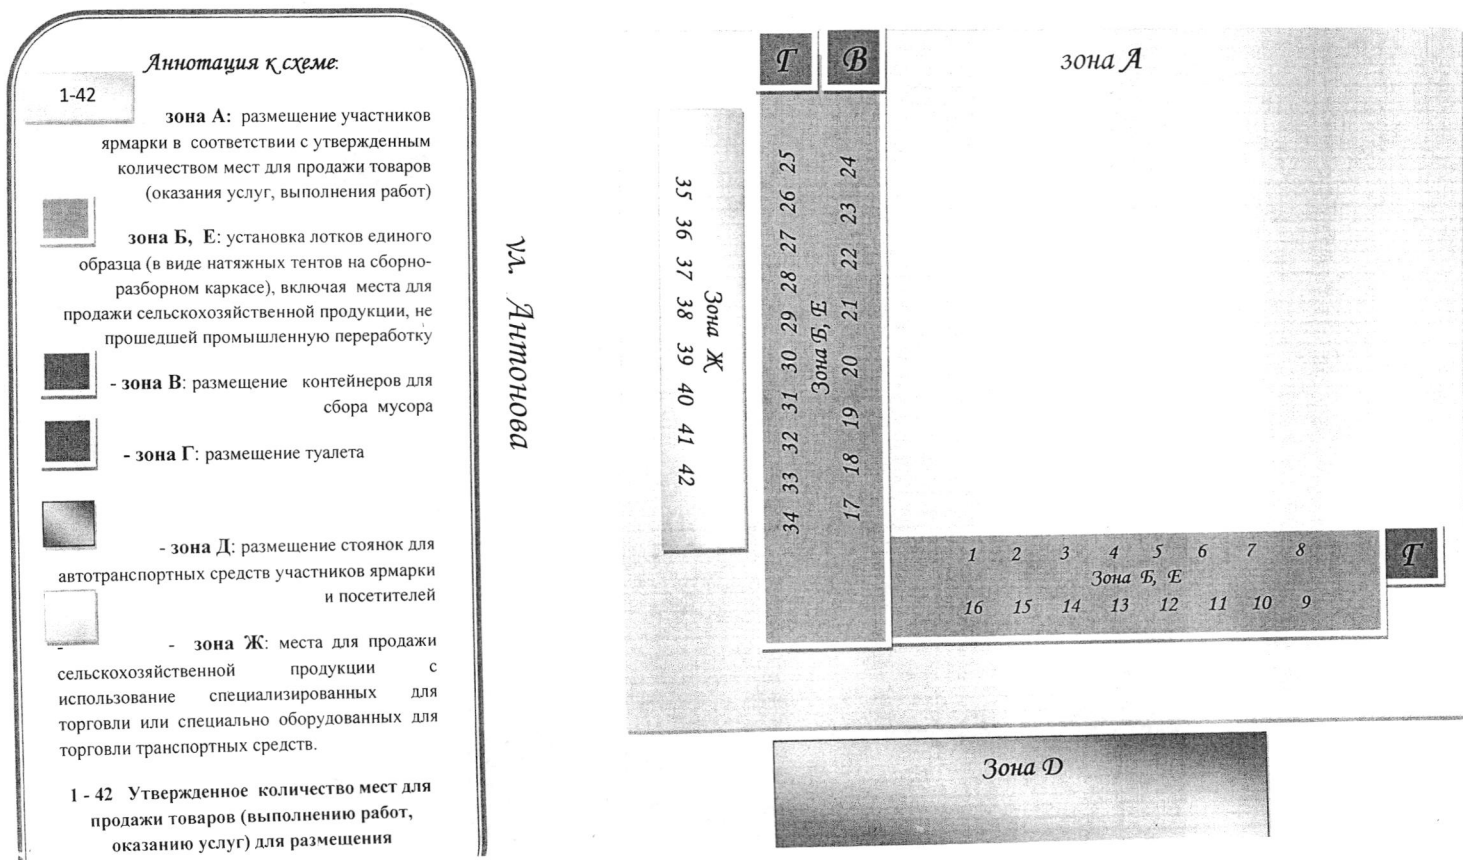 Аннотация к схеме:
1-42
зона А: размещение участников
ярмарки в соответствии с утвержденным
количеством мест для продажи товаров
(оказания услуг, выполнения работ)
зона Б, Е: установка лотков единого
образца (в виде натяжных тентов на сборно-
разборном каркасе), включая места для
продажи сельскохозяйственной продукции, не
прошедшей промышленную переработку
- зона В: размещение контейнеров для
сбора мусора
- зона Г: размещение туалета
- зона Д: размещение стоянок для
автотранспортных средств участников ярмарки
и посетителей
- - зона Ж: места для продажи
сельскохозяйственной продукции с
использование специализированных для
торговли или специально оборудованных для
торговли транспортных средств.
1 - 42 Утвержденное количество мест для
продажи товаров (выполнению работ,
оказанию услуг) для размещения
ул. Антонова
35 36 37 38 39 40 41 42
Зона Ж
Г
В
зона А
34 33 32 31 30 29 28 27 26 25
Зона Б, Е
17 18 19 20 21 22 23 24
1 2 3 4 5 6 7 8
Зона Б, Е
16 15 14 13 12 11 10 9
Г
Зона D